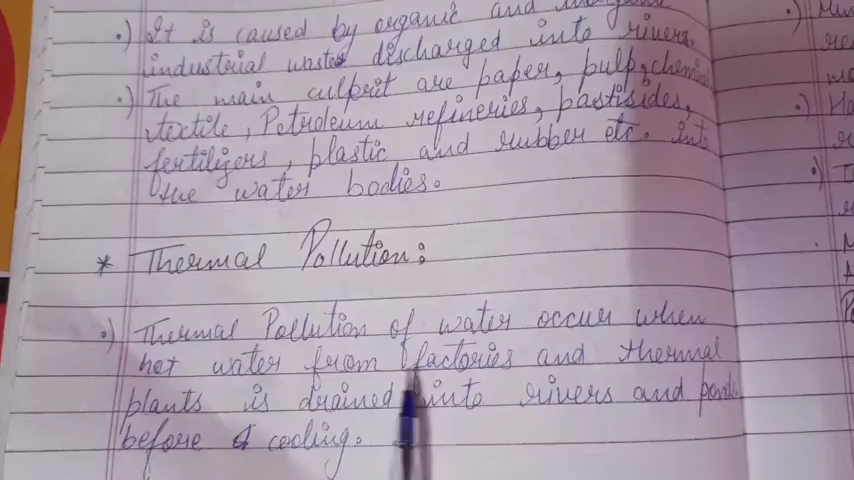 •) It is caused by organic and
industrial wastes discharged into rivers.
•) The main culprit are paper, pulp, chemical
textile, Petroleum refineries, pastisides,
fertilizers, plastic and rubber etc. into
the water bodies.
* Thermal Pollution:
•) Thermal Pollution of water occur when
hot water from factories and thermal
plants is drained into rivers and ponds
before cooling.